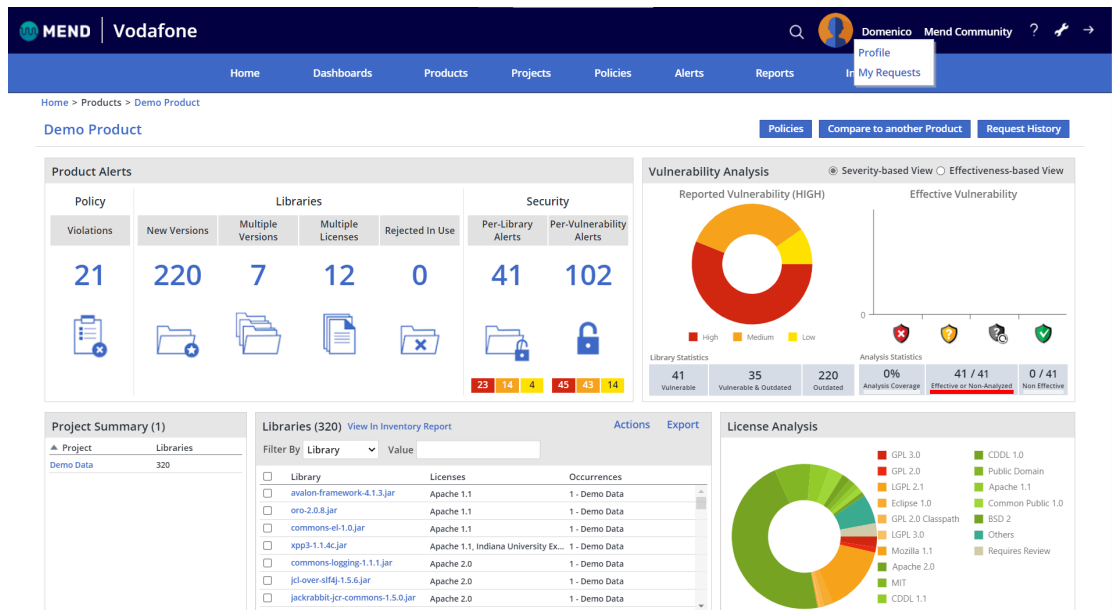 MEND Vodafone Domenico Mend Community ? →
Profile
My Requests
Home Dashboards Products Projects Policies Alerts Reports In
Home > Products > Demo Product
Demo Product Policies Compare to another Product Request History
Product Alerts
Policy Libraries Security
Violations New Versions Multiple Versions Multiple Licenses Rejected In Use Per-Library Alerts Per-Vulnerability Alerts
21 220 7 12 0 41 102
23 14 4 45 43 14
Vulnerability Analysis Severity-based View Effectiveness-based View
Reported Vulnerability (HIGH) Effective Vulnerability
0
High Medium Low
Library Statistics Analysis Statistics
41 35 220 0% 41 / 41 0 / 41
Vulnerable Vulnerable & Outdated Outdated Analysis Coverage Effective or Non-Analyzed Non Effective
Project Summary (1)
Project Libraries
Demo Data 320
Libraries (320) View In Inventory Report Actions Export
Filter By Library Value
Library Licenses Occurrences
avalon-framework-4.1.3.jar Apache 1.1 1 - Demo Data
oro-2.0.8.jar Apache 1.1 1 - Demo Data
commons-el-1.0.jar Apache 1.1 1 - Demo Data
xpp3-1.1.4c.jar Apache 1.1, Indiana University Ex... 1 - Demo Data
commons-logging-1.1.1.jar Apache 2.0 1 - Demo Data
jcl-over-slf4j-1.5.6.jar Apache 2.0 1 - Demo Data
jackrabbit-jcr-commons-1.5.0.jar Apache 2.0 1 - Demo Data
License Analysis
GPL 3.0 CDDL 1.0
GPL 2.0 Public Domain
LGPL 2.1 Apache 1.1
Eclipse 1.0 Common Public 1.0
GPL 2.0 Classpath BSD 2
LGPL 3.0 Others
Mozilla 1.1 Requires Review
Apache 2.0
MIT
CDDL 1.1